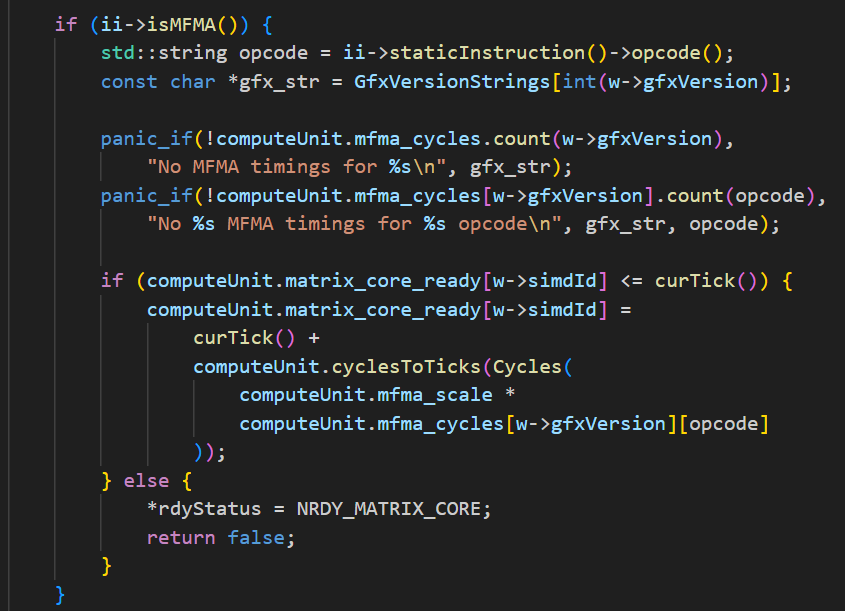 if (ii->isMFMA()) {
std::string opcode = ii->staticInstruction()->opcode();
const char *gfx_str = GfxVersionStrings[int(w->gfxVersion)];
panic_if(!computeUnit.mfma_cycles.count(w->gfxVersion),
"No MFMA timings for %s\n", gfx_str);
panic_if(!computeUnit.mfma_cycles[w->gfxVersion].count(opcode),
"No %s MFMA timings for %s opcode\n", gfx_str, opcode);
if (computeUnit.matrix_core_ready[w->simdId] <= curTick()) {
computeUnit.matrix_core_ready[w->simdId] =
curTick() +
computeUnit.cyclesToTicks(Cycles(
computeUnit.mfma_scale *
computeUnit.mfma_cycles[w->gfxVersion][opcode]
));
} else {
*rdyStatus = NRDY_MATRIX_CORE;
return false;
}
}